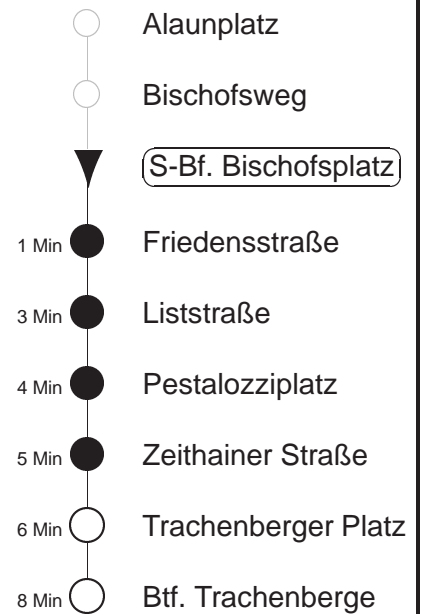 Alaunplatz
Bischofsweg
S-Bf. Bischofsplatz
1 Min Friedensstraße
3 Min Liststraße
4 Min Pestalozziplatz
5 Min Zeithainer Straße
6 Min Trachenberger Platz
8 Min Btf. Trachenberge